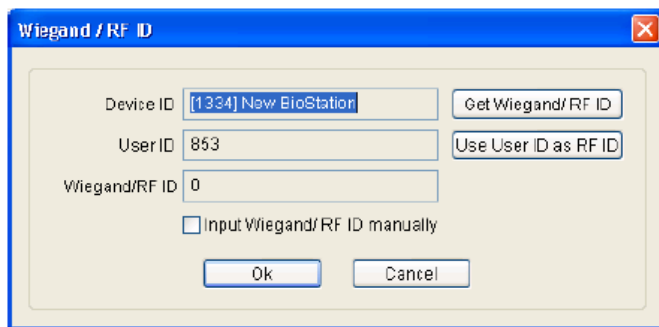 Wiegand / RF ID
Device ID [1334] New BioStation Get Wiegand/ RF ID
User ID 853 Use User ID as RF ID
Wiegand/RF ID 0
Input Wiegand/ RF ID manually
Ok Cancel